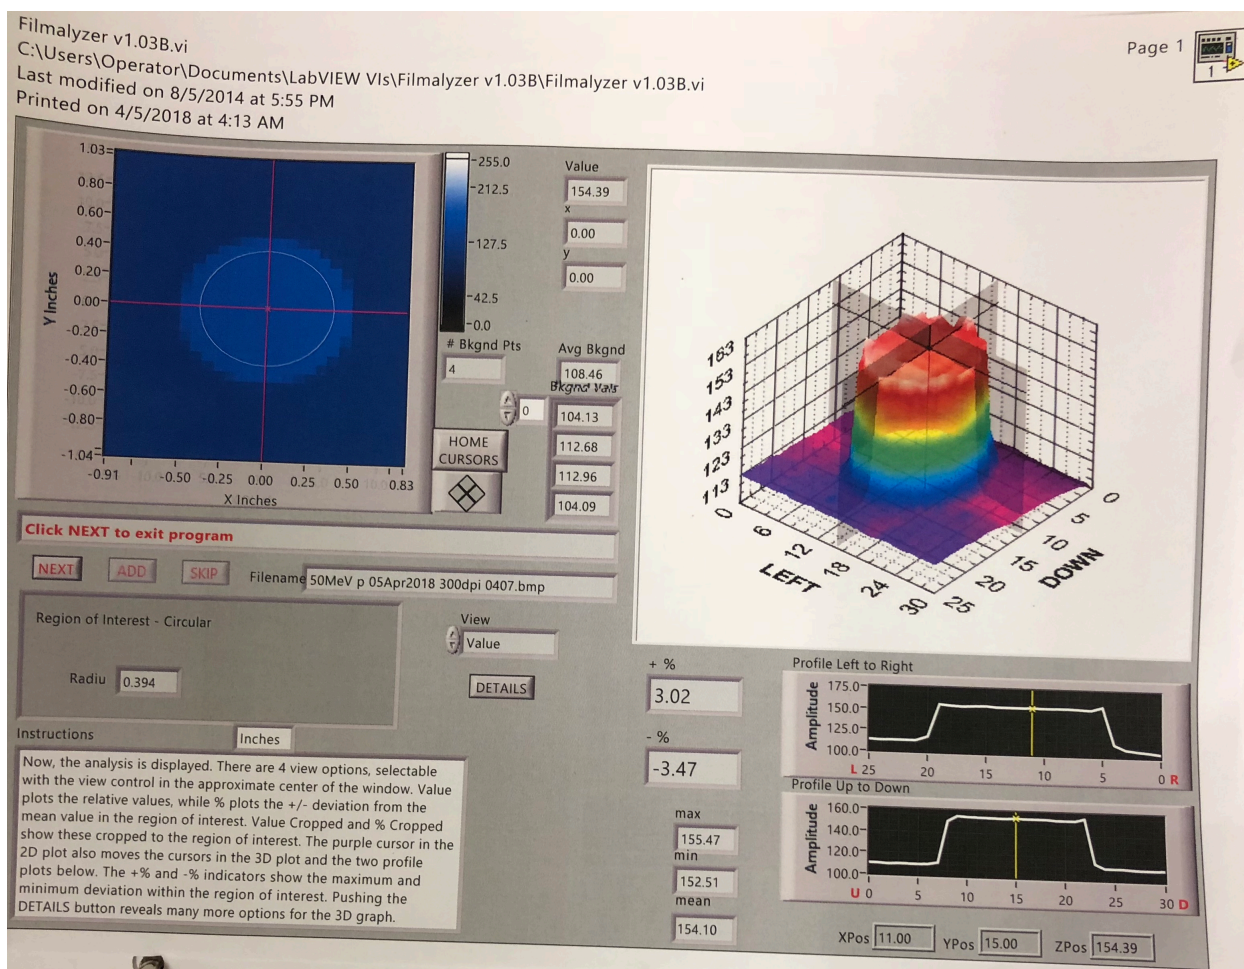 Filmalyzer v1.03B.vi
C:\Users\Operator\Documents\LabVIEW VIs\Filmalyzer v1.03B\Filmalyzer v1.03B.vi
Last modified on 8/5/2014 at 5:55 PM
Printed on 4/5/2018 at 4:13 AM
Page 1
1
1.03
0.80
0.60
0.40
0.20
0.00
-0.20
-0.40
-0.60
-0.80
-1.04
Y Inches
-0.91 -0.50 -0.25 0.00 0.25 0.50 0.83
X Inches
255.0
212.5
127.5
42.5
0.0
Value
154.39
x
0.00
y
0.00
# Bkgnd Pts
4
Avg Bkgnd
108.46
Bkgnd Vals
0
104.13
112.68
112.96
104.09
HOME
CURSORS
163
153
143
133
123
113
0 6 12 18 24 30
LEFT
0 5 10 15 20 25
DOWN
Click NEXT to exit program
NEXT ADD SKIP
Filename 50MeV p 05Apr2018 300dpi 0407.bmp
Region of Interest - Circular
Radiu 0.394
View
Value
DETAILS
+ %
3.02
- %
-3.47
max
155.47
min
152.51
mean
154.10
Profile Left to Right
Amplitude
175.0
150.0
125.0
100.0
L 25 20 15 10 5 0 R
Profile Up to Down
Amplitude
160.0
140.0
120.0
100.0
U 0 5 10 15 20 25 30 D
XPos 11.00 YPos 15.00 ZPos 154.39
Instructions
Inches
Now, the analysis is displayed. There are 4 view options, selectable
with the view control in the approximate center of the window. Value
plots the relative values, while % plots the +/- deviation from the
mean value in the region of interest. Value Cropped and % Cropped
show these cropped to the region of interest. The purple cursor in the
2D plot also moves the cursors in the 3D plot and the two profile
plots below. The +% and -% indicators show the maximum and
minimum deviation within the region of interest. Pushing the
DETAILS button reveals many more options for the 3D graph.